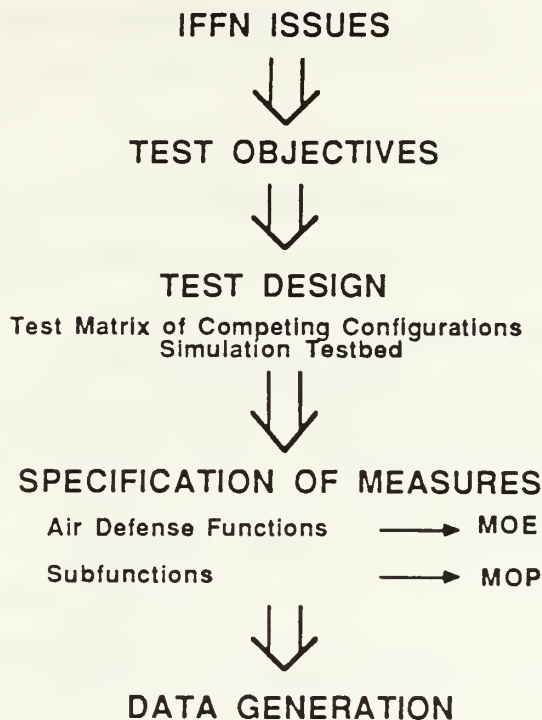 IFFN ISSUES
TEST OBJECTIVES
TEST DESIGN
Test Matrix of Competing Configurations
Simulation Testbed
SPECIFICATION OF MEASURES
Air Defense Functions MOE
Subfunctions MOP
DATA GENERATION